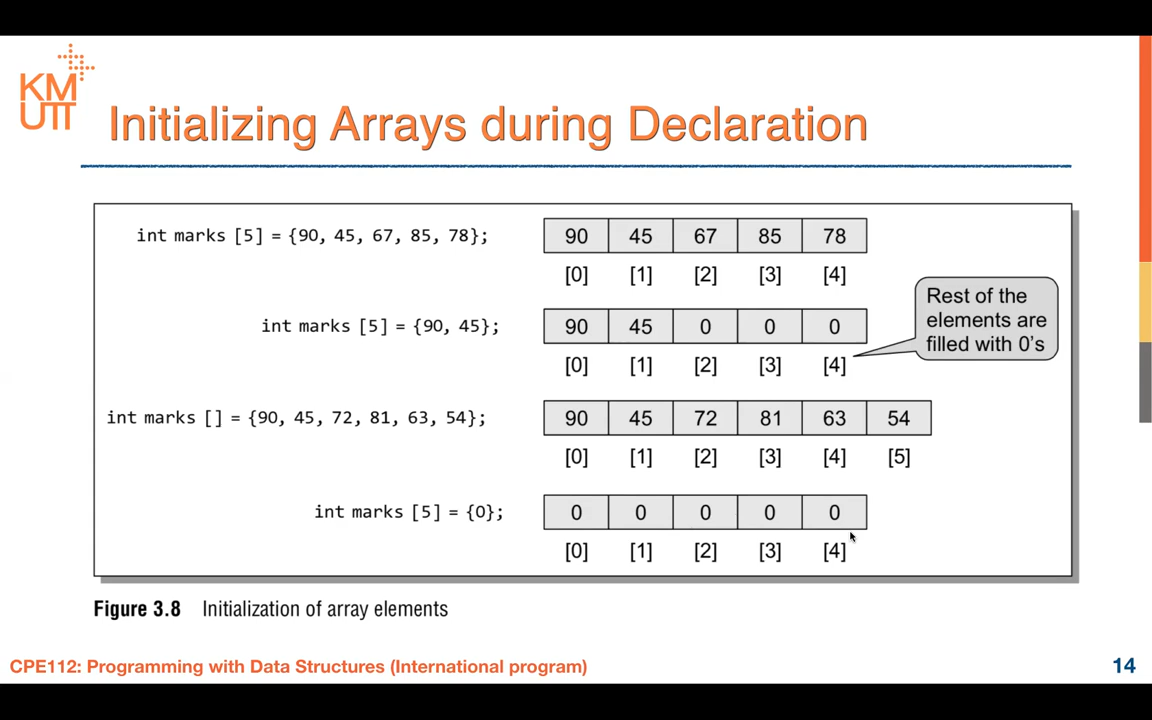 KM
UTT
Initializing Arrays during Declaration
int marks [5] = {90, 45, 67, 85, 78};
90 45 67 85 78
[0] [1] [2] [3] [4]
int marks [5] = {90, 45};
90 45 0 0 0
[0] [1] [2] [3] [4]
Rest of the
elements are
filled with 0's
int marks [] = {90, 45, 72, 81, 63, 54};
90 45 72 81 63 54
[0] [1] [2] [3] [4] [5]
int marks [5] = {0};
0 0 0 0 0
[0] [1] [2] [3] [4]
Figure 3.8 Initialization of array elements
CPE112: Programming with Data Structures (International program)
14